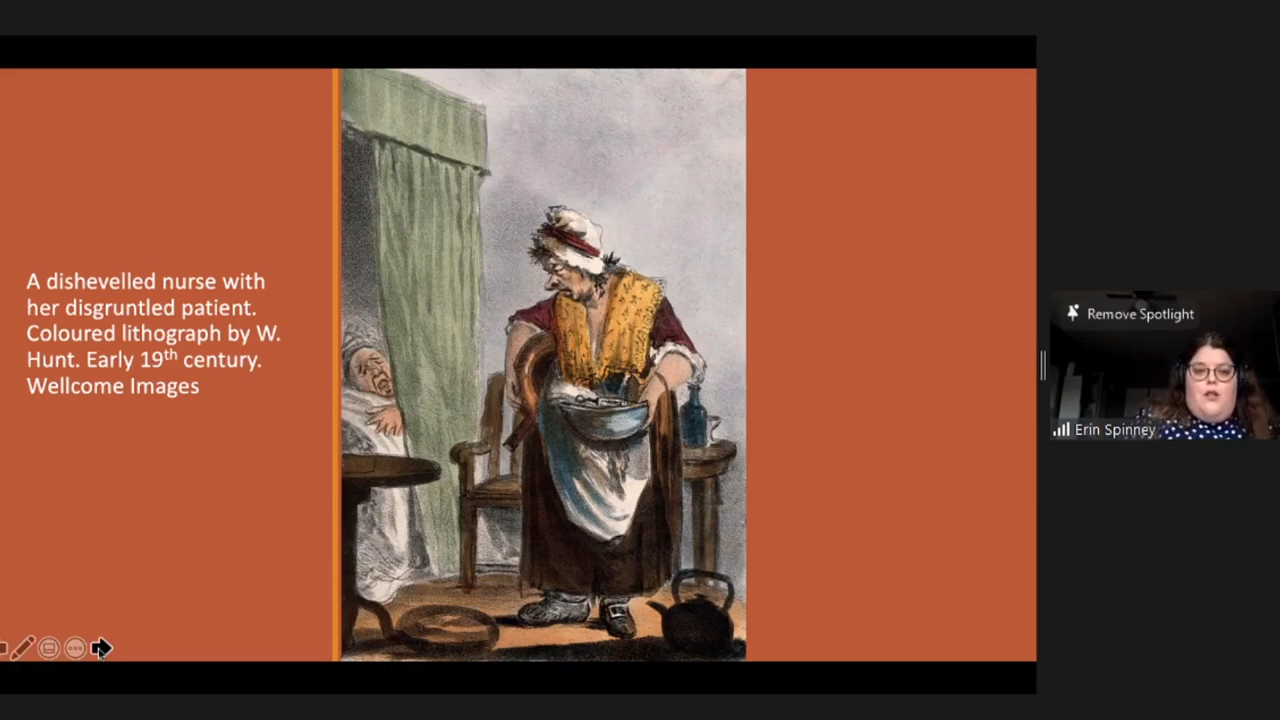 A dishevelled nurse with
her disgruntled patient.
Coloured lithograph by W.
Hunt. Early 19th century.
Wellcome Images
Remove Spotlight
Erin Spinney